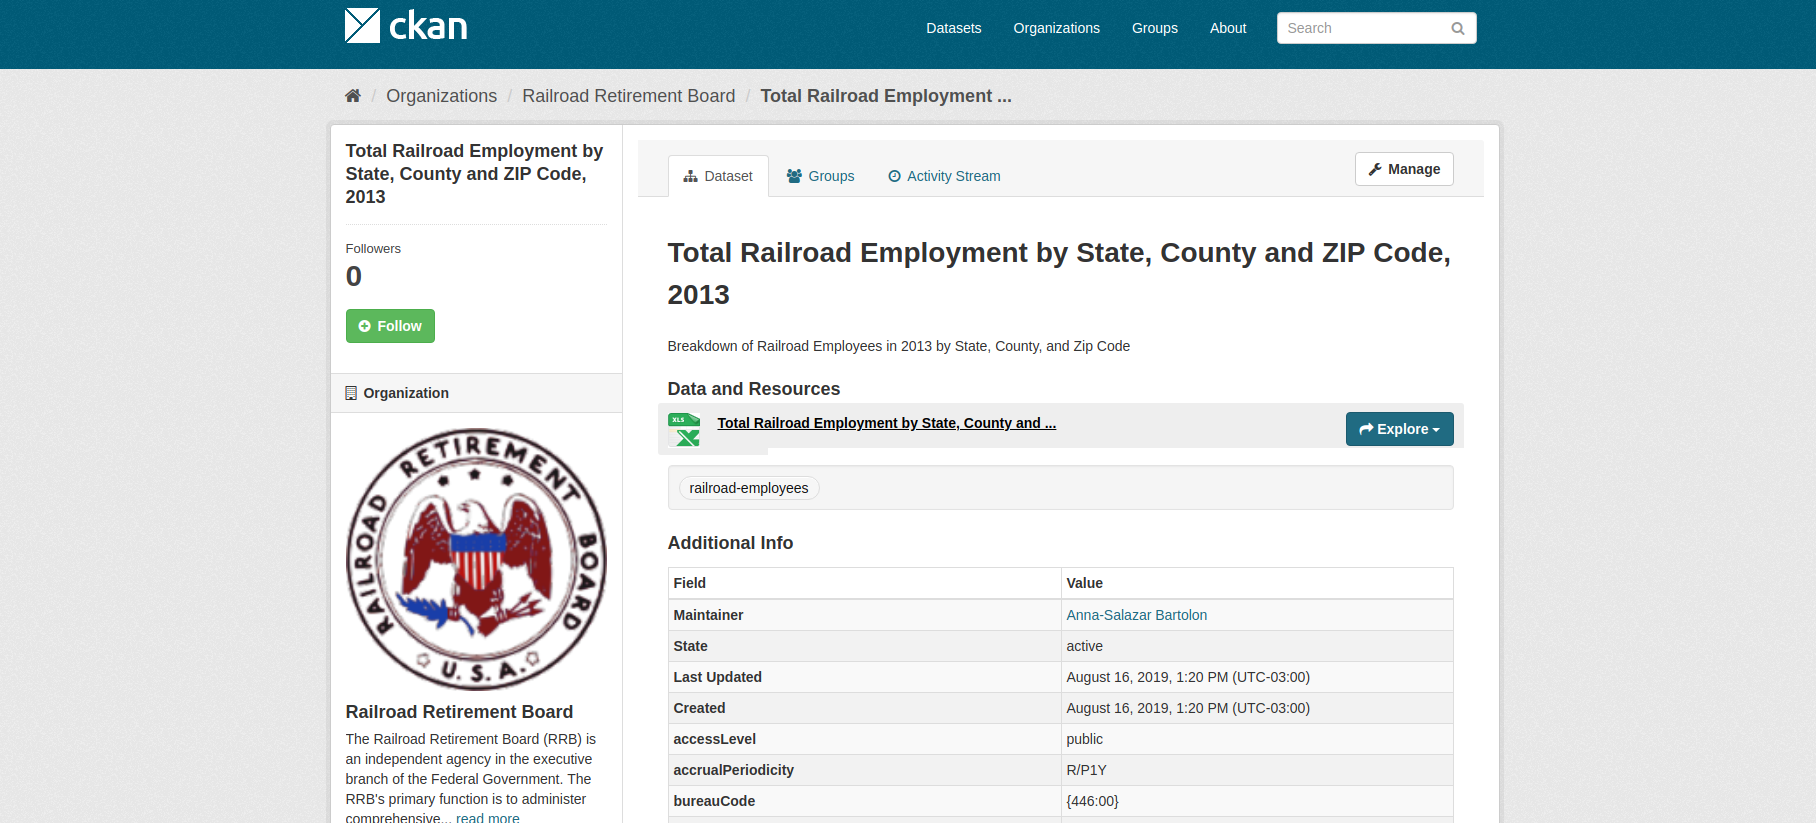 ckan
Datasets Organizations Groups About Search
/ Organizations / Railroad Retirement Board / Total Railroad Employment ...
Total Railroad Employment by
State, County and ZIP Code,
2013
Followers
0
Follow
Organization
RAILROAD RETIREMENT BOARD
U.S.A.
Railroad Retirement Board
The Railroad Retirement Board (RRB) is
an independent agency in the executive
branch of the Federal Government. The
RRB's primary function is to administer
comprehensive... read more
Dataset Groups Activity Stream Manage
Total Railroad Employment by State, County and ZIP Code,
2013
Breakdown of Railroad Employees in 2013 by State, County, and Zip Code
Data and Resources
XLS Total Railroad Employment by State, County and ... Explore
railroad-employees
Additional Info
Field Value
Maintainer Anna-Salazar Bartolon
State active
Last Updated August 16, 2019, 1:20 PM (UTC-03:00)
Created August 16, 2019, 1:20 PM (UTC-03:00)
accessLevel public
accrualPeriodicity R/P1Y
bureauCode {446:00}